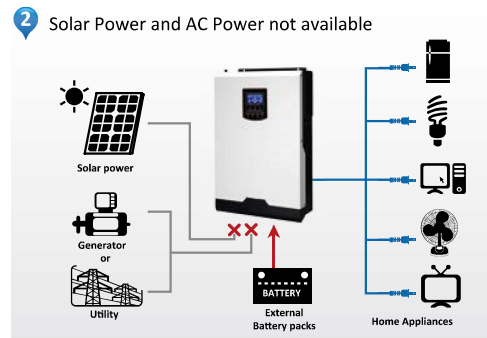 2 Solar Power and AC Power not available
Solar power
Generator
or
Utility
BATTERY
External
Battery packs
Home Appliances